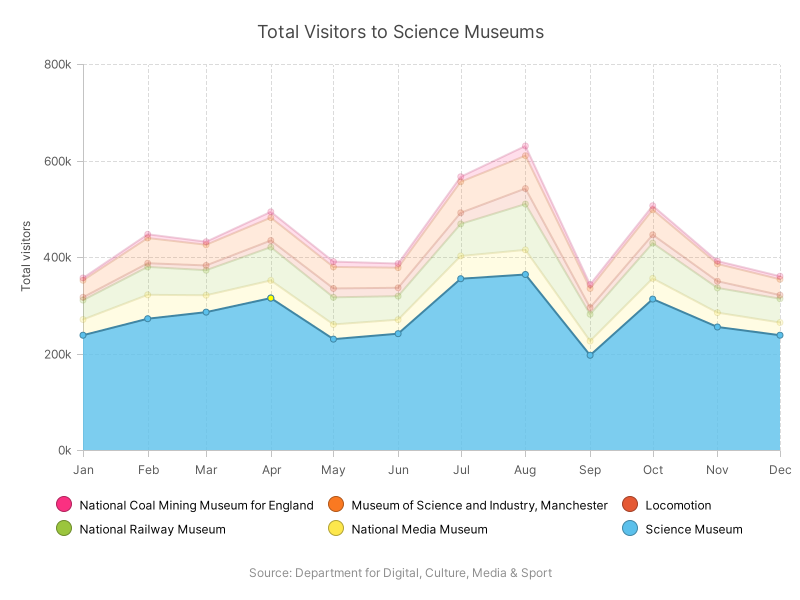 Total Visitors to Science Museums
Total visitors
800k
600k
400k
200k
0k
Jan Feb Mar Apr May Jun Jul Aug Sep Oct Nov Dec
National Coal Mining Museum for England Museum of Science and Industry, Manchester Locomotion
National Railway Museum National Media Museum Science Museum
Source: Department for Digital, Culture, Media & Sport